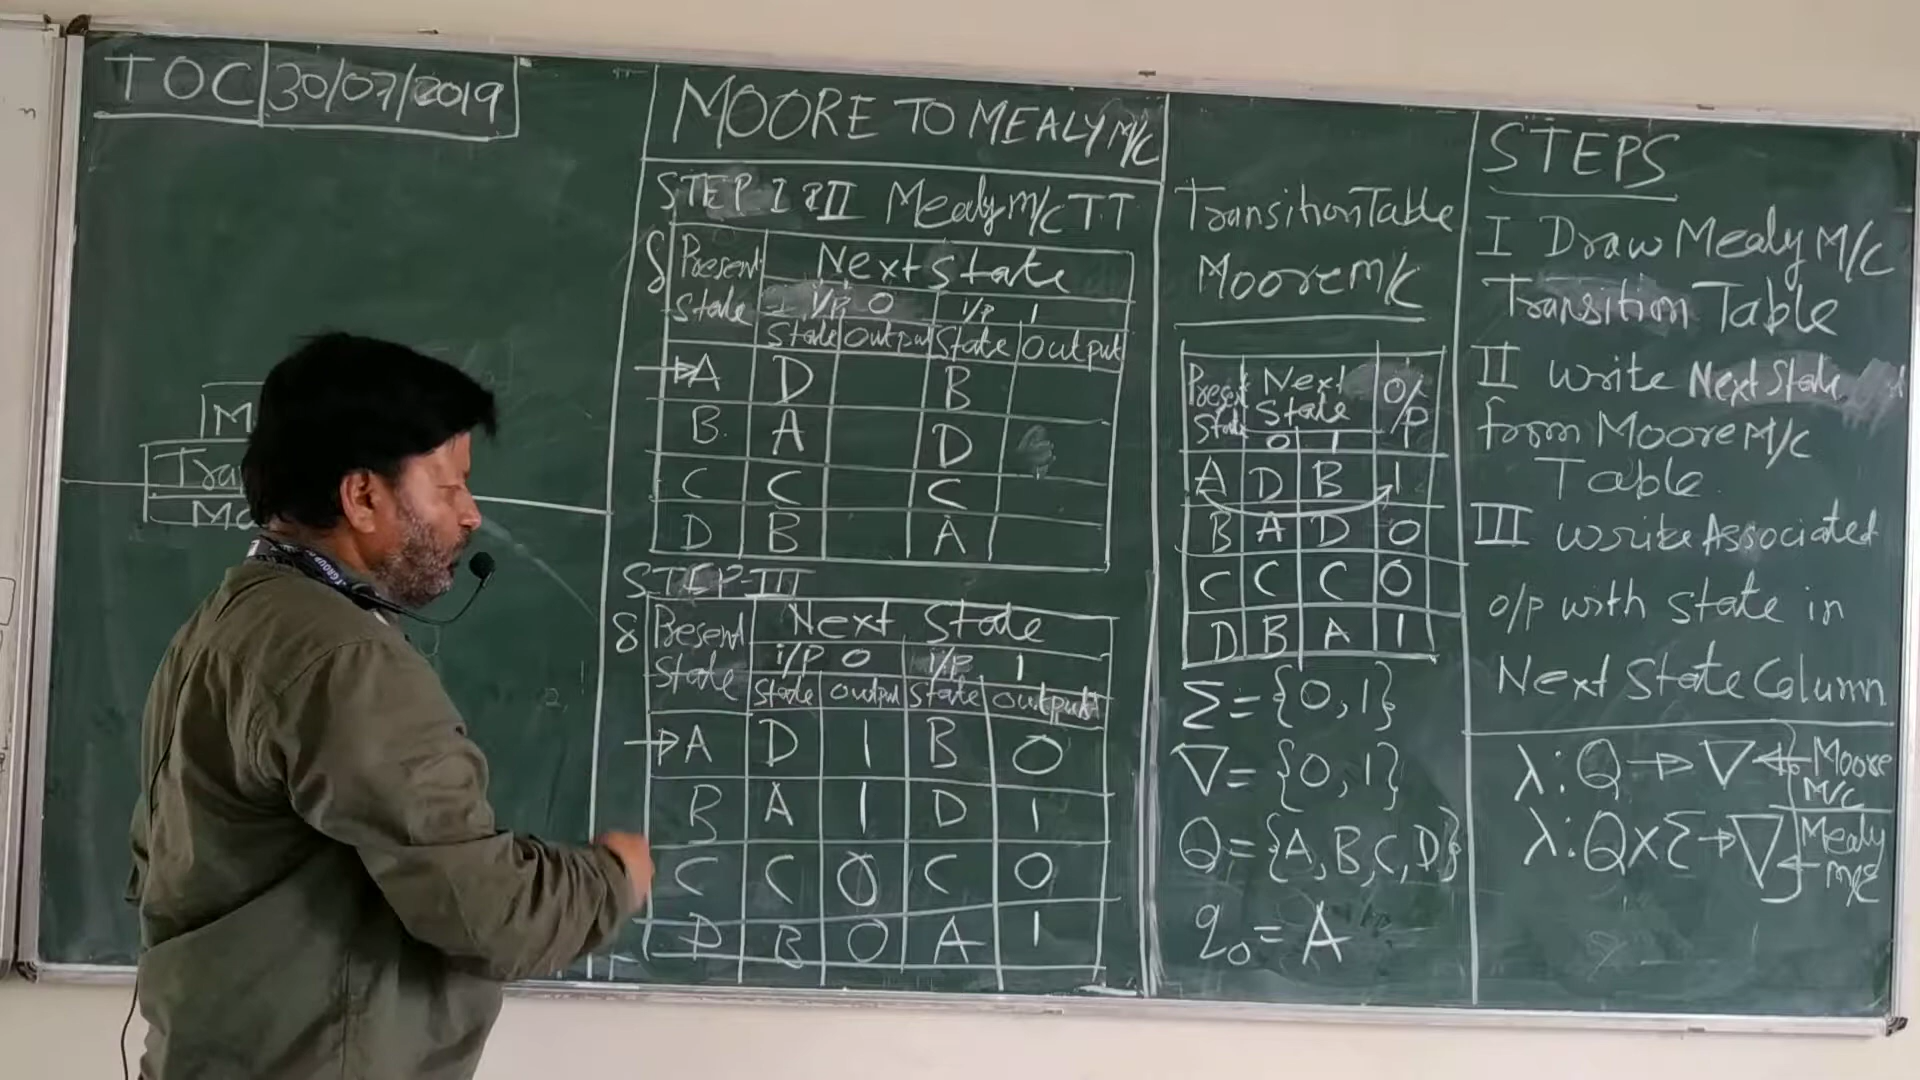 TOC 30/07/2019
M
Tra
Mo
MOORE TO MEALY M/C
STEP I & II Mealy M/C TT
δ Present Next State
State i/p 0 i/p 1
State Output State Output
→A D B
B A D
C C C
D B A
STEP-III
δ Present Next State
State i/p 0 i/p 1
State Output State Output
→A D 1 B 0
B A 1 D 1
C C 0 C 0
D B 0 A 1
Transition Table
Moore M/C
Present Next O/
State State P
0 1
A D B 1
B A D 0
C C C 0
D B A 1
Σ = {0,1}
∇ = {0,1}
Q = {A,B,C,D}
q₀ = A
STEPS
I Draw Mealy M/C
Transition Table
II Write Next State
from Moore M/C
Table.
III Write Associated
o/p with state in
Next State Column
λ: Q → ∇ ← Moore
M/C
λ: Q x Σ → ∇ ← Mealy
m/c